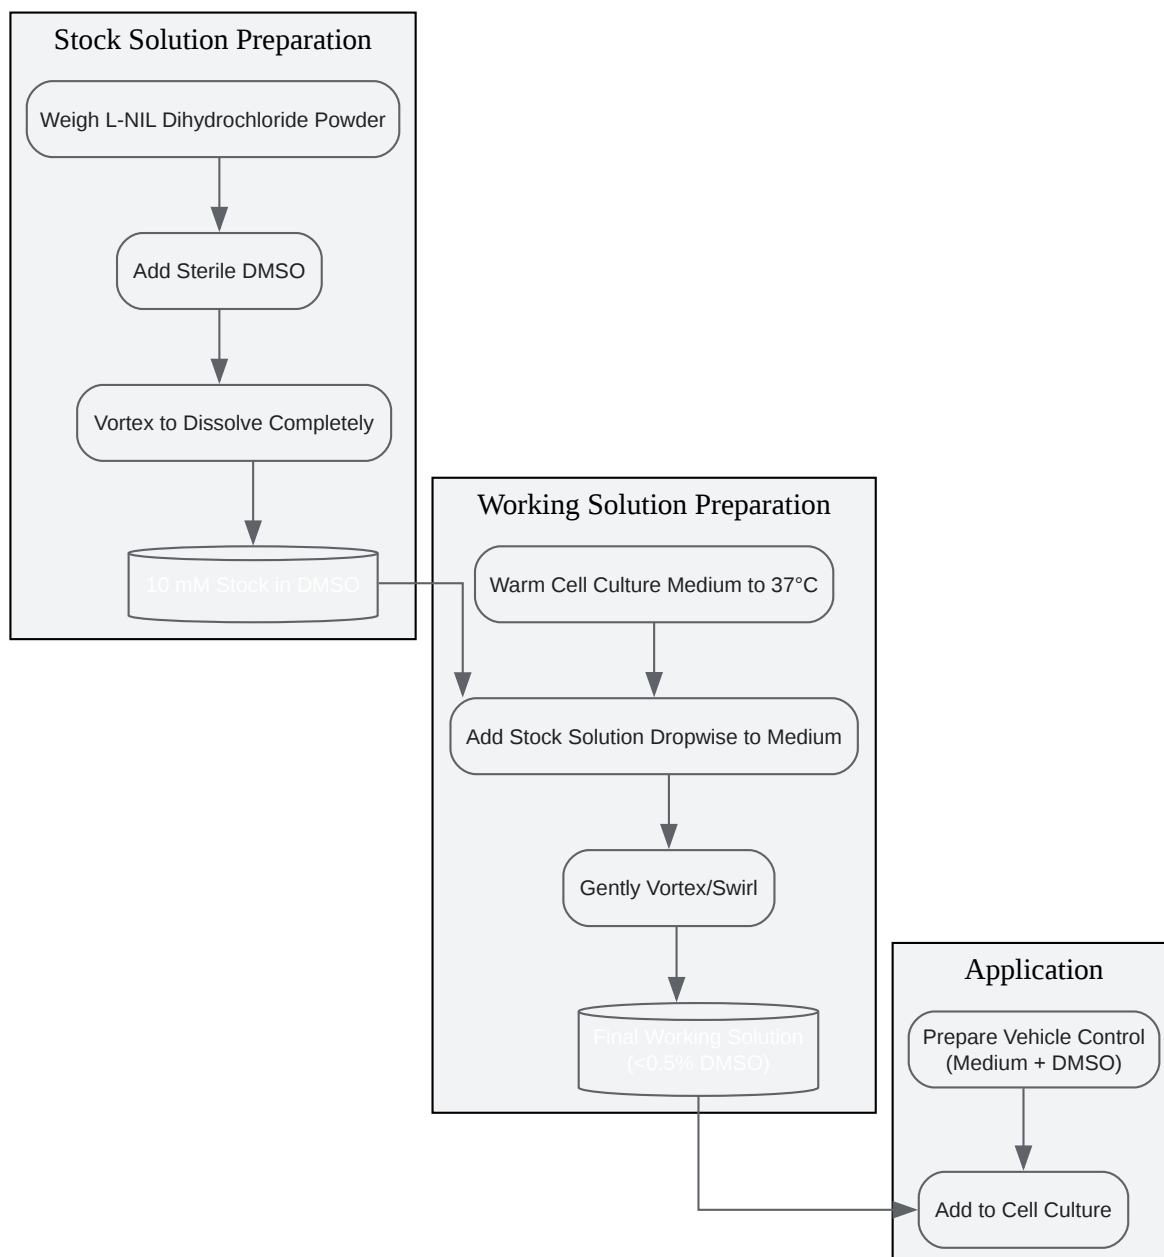 Stock Solution Preparation
Weigh L-NIL Dihydrochloride Powder
Add Sterile DMSO
Vortex to Dissolve Completely
10 mM Stock in DMSO
Working Solution Preparation
Warm Cell Culture Medium to 37°C
Add Stock Solution Dropwise to Medium
Gently Vortex/Swirl
Final Working Solution
(<0.5% DMSO)
Application
Prepare Vehicle Control
(Medium + DMSO)
Add to Cell Culture